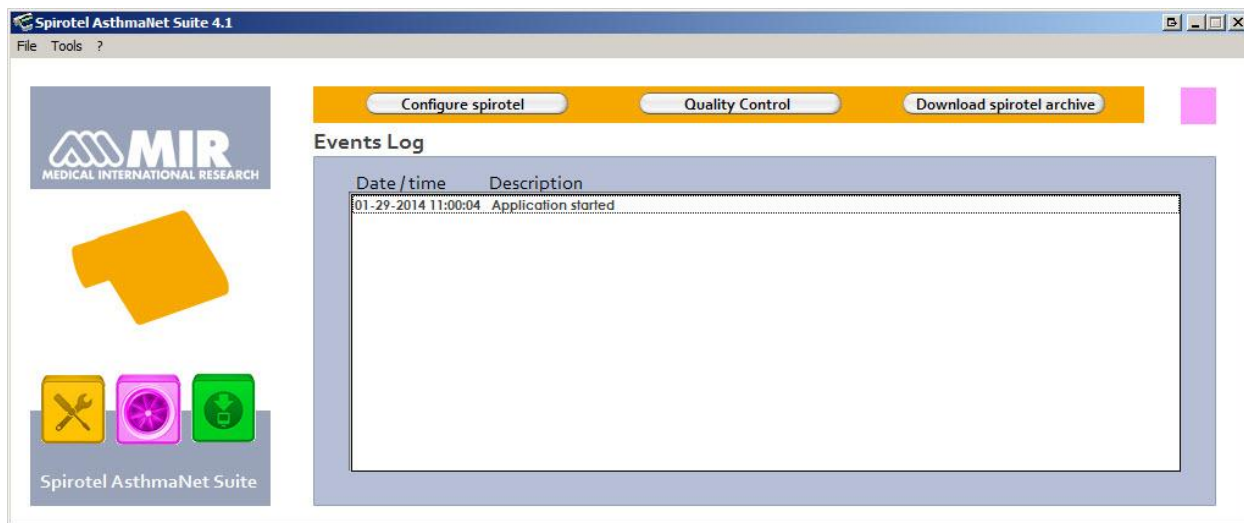 Spirotel AsthmaNet Suite 4.1
File Tools ?
Configure spirotel Quality Control Download spirotel archive
MIR
MEDICAL INTERNATIONAL RESEARCH
Events Log
Date / time Description
01-29-2014 11:00:04 Application started
Spirotel AsthmaNet Suite